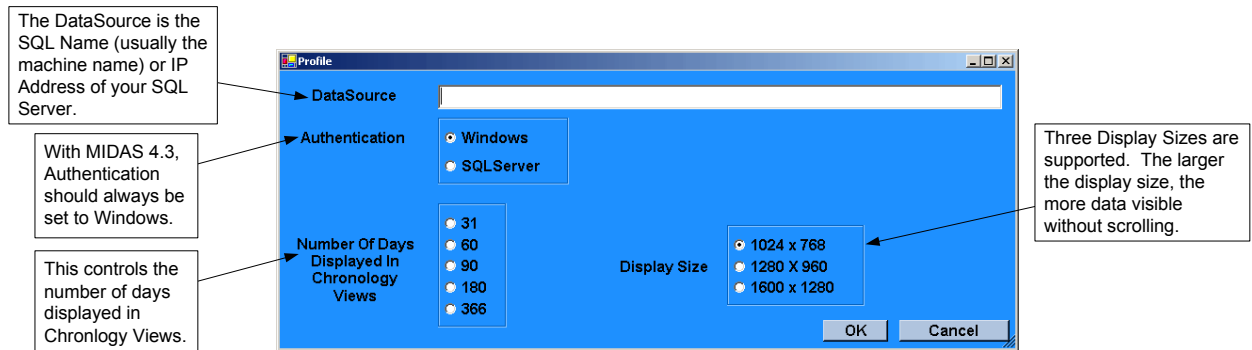 The DataSource is the
SQL Name (usually the
machine name) or IP
Address of your SQL
Server.
Profile
DataSource
With MIDAS 4.3,
Authentication
should always be
set to Windows.
Authentication
Windows
SQLServer
Three Display Sizes are
supported. The larger
the display size, the
more data visible
without scrolling.
This controls the
number of days
displayed in
Chronlogy Views.
Number Of Days
Displayed In
Chronology
Views
31
60
90
180
366
Display Size
1024 x 768
1280 X 960
1600 x 1280
OK
Cancel